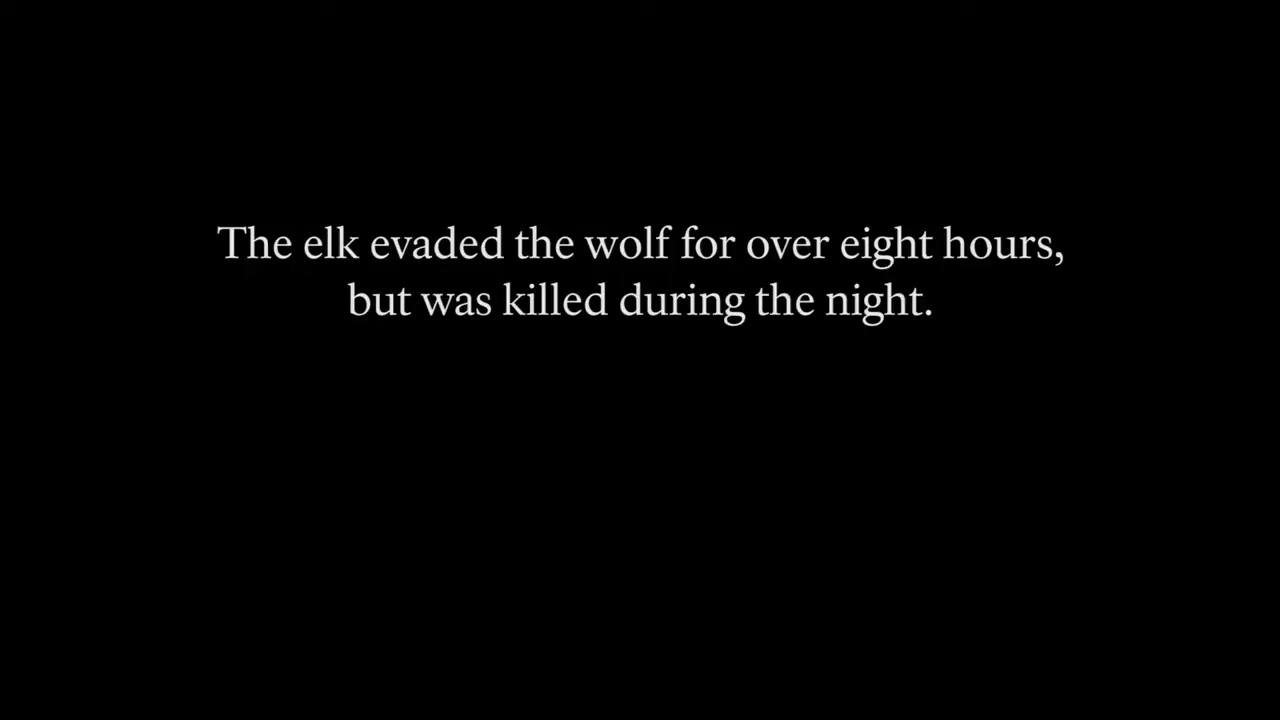 The elk evaded the wolf for over eight hours,
but was killed during the night.